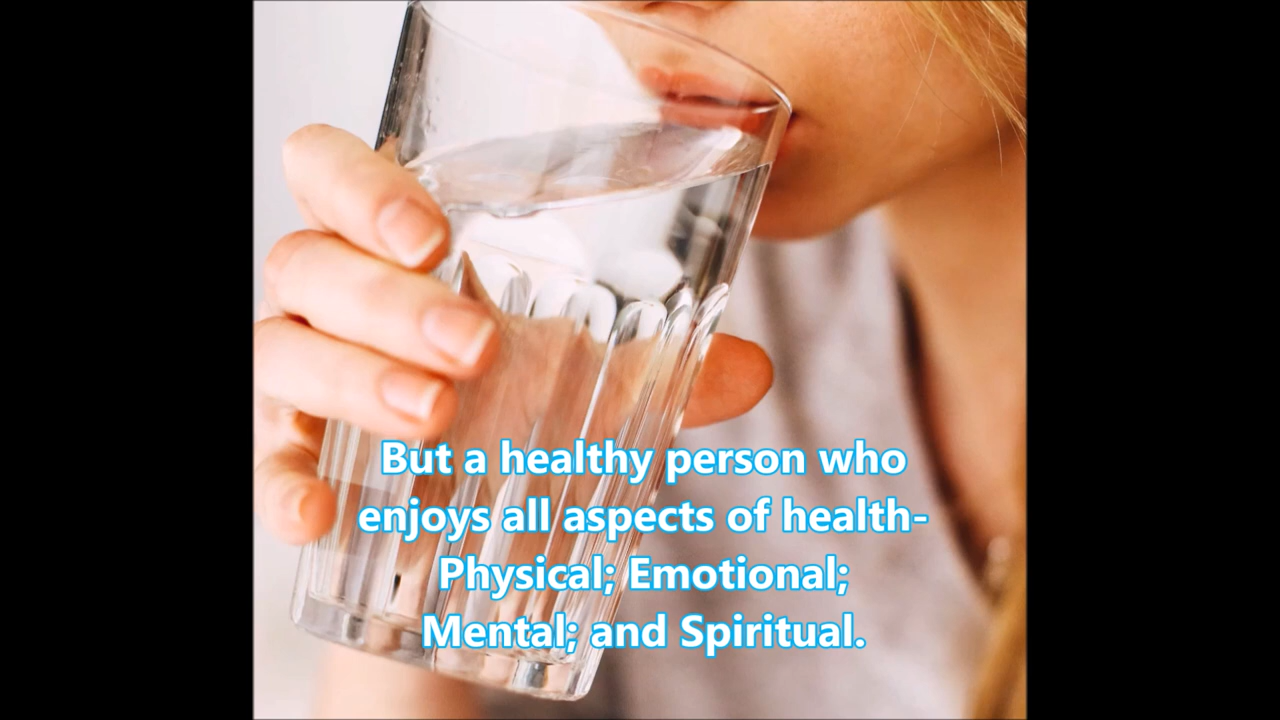 But a healthy person who
enjoys all aspects of health-
Physical; Emotional;
Mental; and Spiritual.